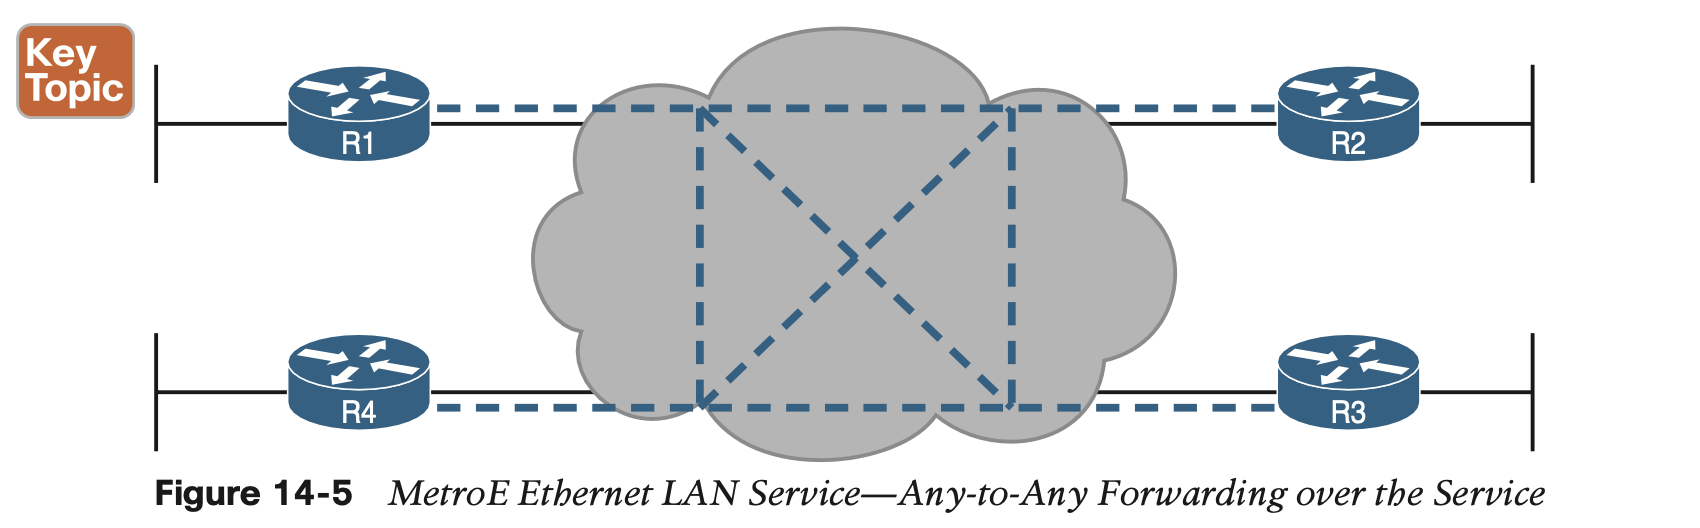 Key
Topic
R1
R2
R4
R3
Figure 14-5 MetroE Ethernet LAN Service—Any-to-Any Forwarding over the Service